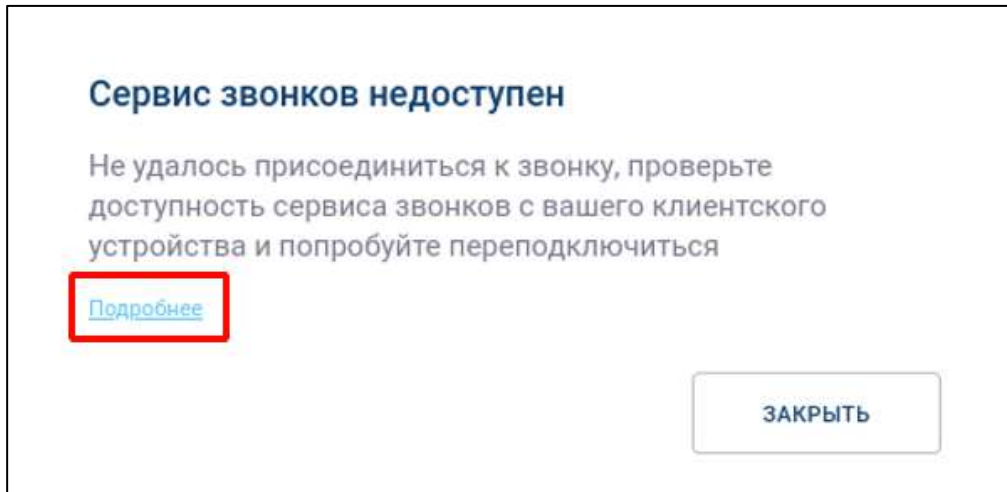 Сервис звонков недоступен
Не удалось присоединиться к звонку, проверьте
доступность сервиса звонков с вашего клиентского
устройства и попробуйте переподключиться
Подробнее
ЗАКРЫТЬ